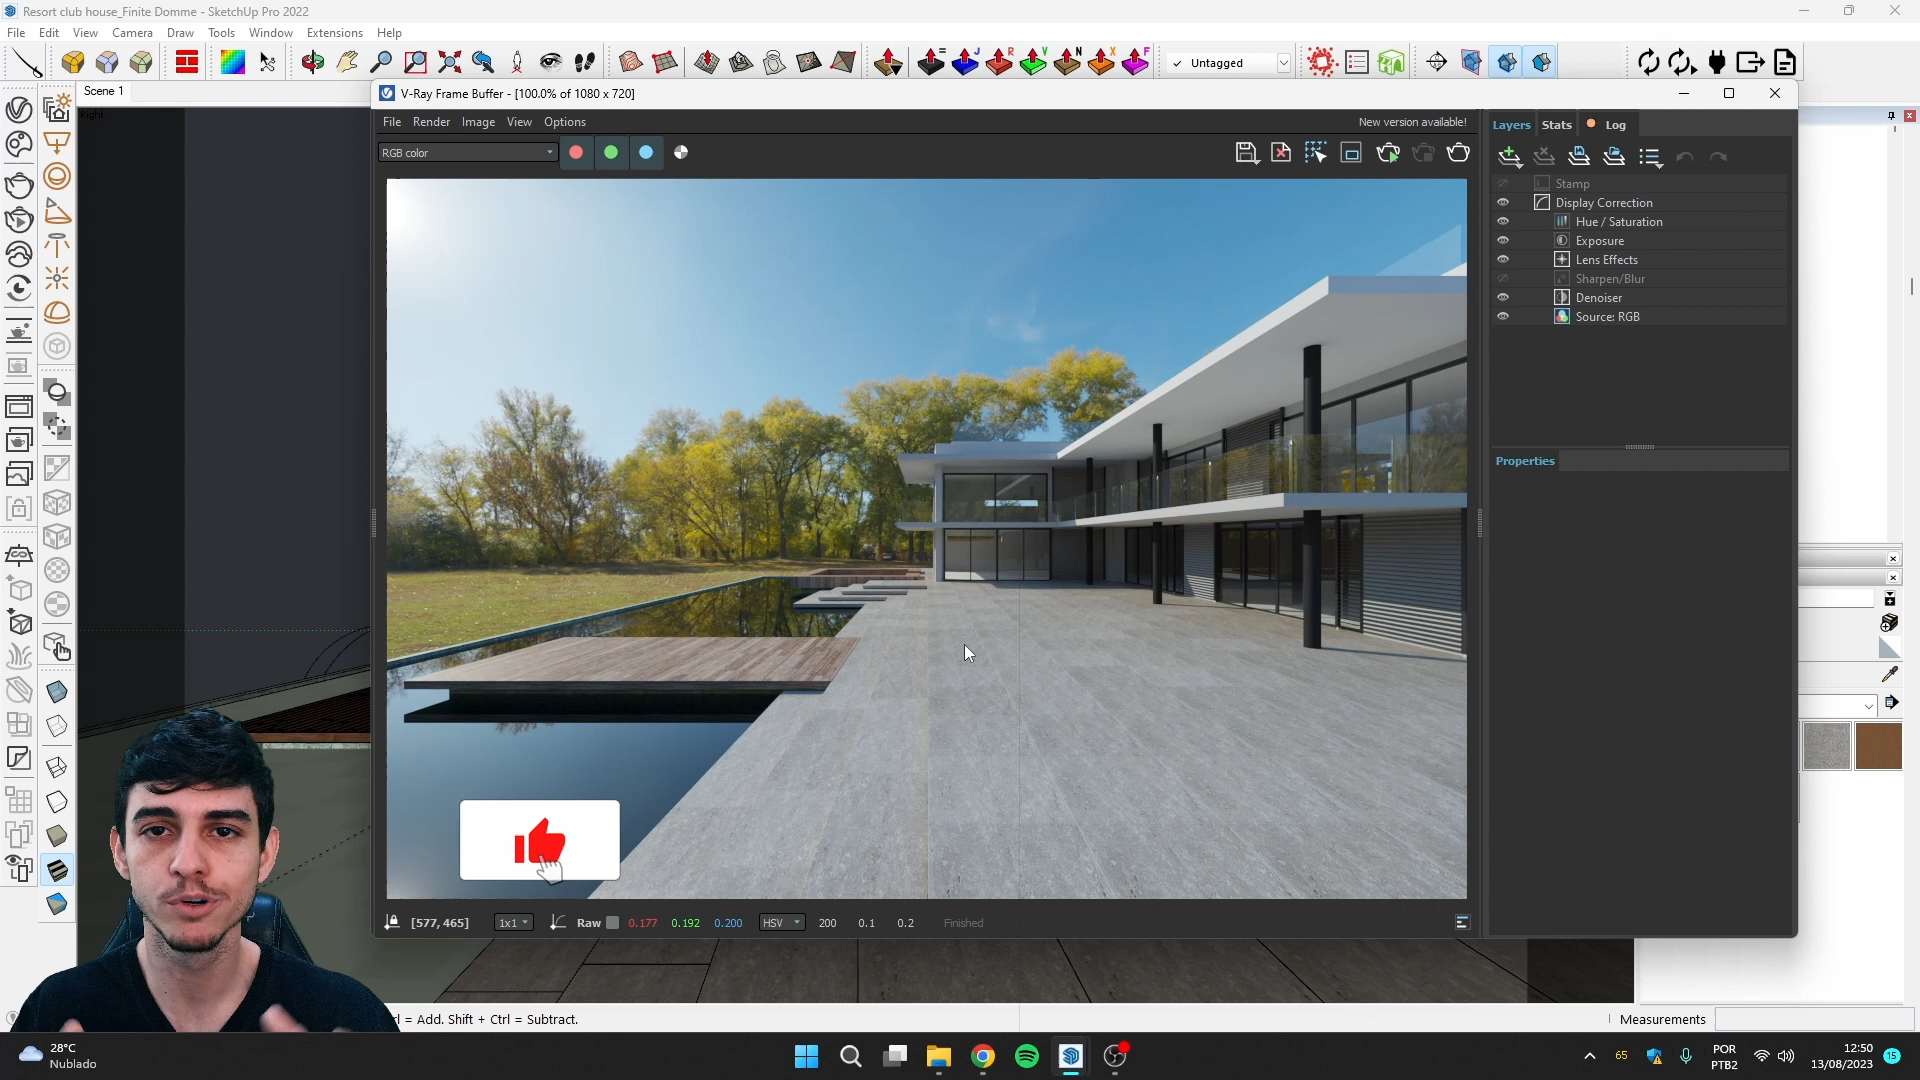 Resort club house_Finite Domme - SketchUp Pro 2022
File Edit View Camera Draw Tools Window Extensions Help
= J R V N X F
Untagged
Scene 1
Right
V-Ray Frame Buffer - [100.0% of 1080 x 720]
File Render Image View Options
New version available!
RGB color
Layers Stats Log
Stamp
Display Correction
Hue / Saturation
Exposure
Lens Effects
Sharpen/Blur
Denoiser
Source: RGB
Properties
[577, 465] 1x1 Raw 0.177 0.192 0.200 HSV 200 0.1 0.2 Finished
= Add. Shift + Ctrl = Subtract.
Measurements
28°C
Nublado
65
POR
PTB2
12:50
13/08/2023
15